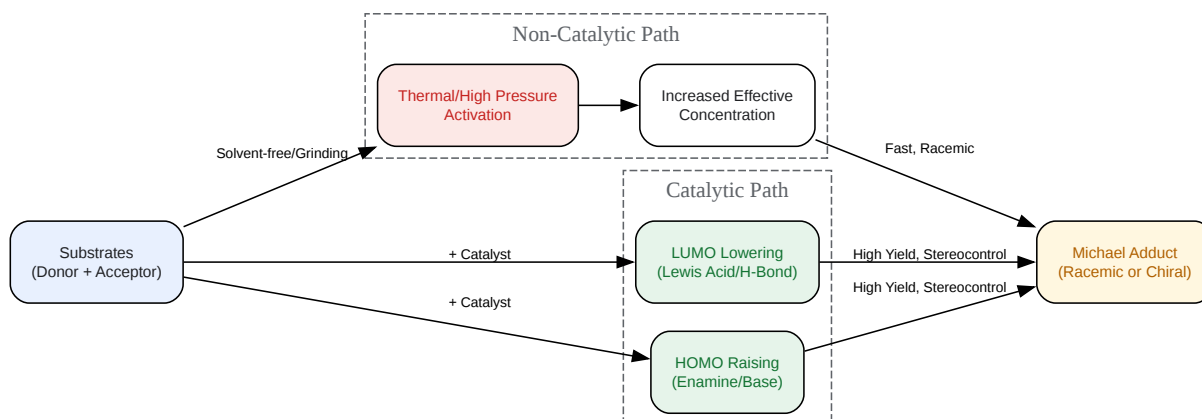 Non-Catalytic Path
Thermal/High Pressure
Activation
Increased Effective
Concentration
Solvent-free/Grinding
Fast, Racemic
Catalytic Path
Substrates
(Donor + Acceptor)
+ Catalyst
LUMO Lowering
(Lewis Acid/H-Bond)
High Yield, Stereocontrol
Michael Adduct
(Racemic or Chiral)
+ Catalyst
High Yield, Stereocontrol
HOMO Raising
(Enamine/Base)